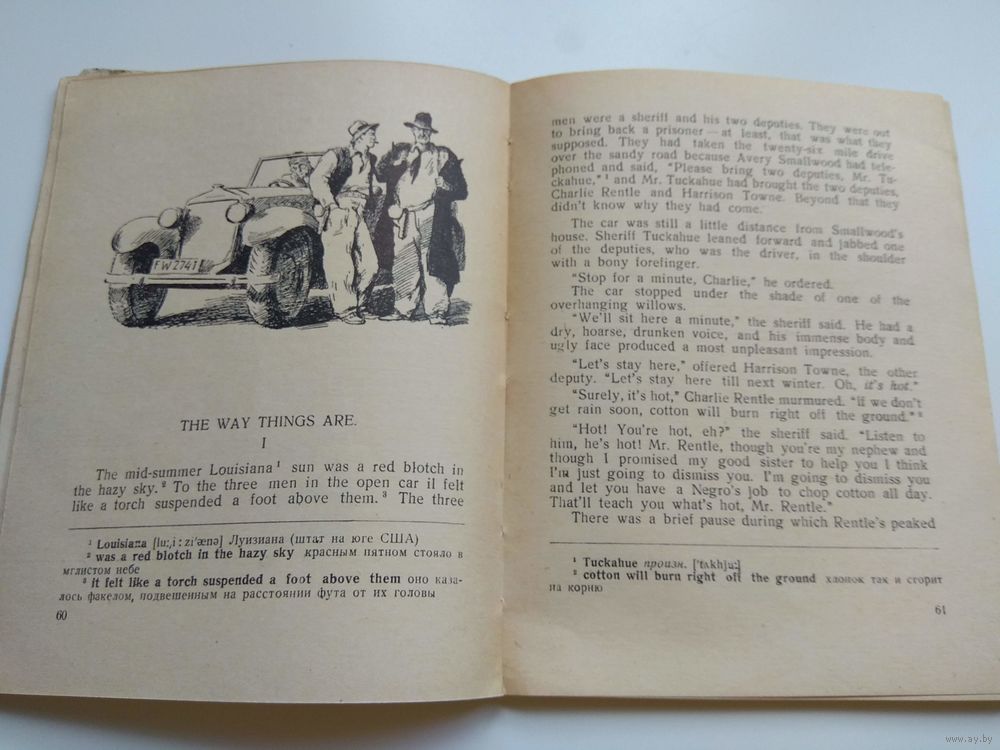 FW2741
THE WAY THINGS ARE.
I
The mid-summer Louisiana¹ sun was a red blotch in
the hazy sky.² To the three men in the open car il felt
like a torch suspended a foot above them.³ The three
¹ Louisiana [lu:,i:zi'ænə] Луизиана (штат на юге США)
² was a red blotch in the hazy sky красным пятном стояло в
мглистом небе
³ it felt like a torch suspended a foot above them оно каза-
лось факелом, подвешенным на расстоянии фута от их головы
60
men were a sheriff and his two deputies. They were out
to bring back a prisoner — at least, that was what they
supposed. They had taken the twenty-six mile drive
over the sandy road because Avery Smallwood had tele-
phoned and said, "Please bring two deputies, Mr. Tu-
ckahue,"¹ and Mr. Tuckahue had brought the two deputies,
Charlie Rentle and Harrison Towne. Beyond that they
didn't know why they had come.
The car was still a little distance from Smallwood's
house. Sheriff Tuckahue leaned forward and jabbed one
of the deputies, who was the driver, in the shoulder
with a bony forefinger.
"Stop for a minute, Charlie," he ordered.
The car stopped under the shade of one of the
overhanging willows.
"We'll sit here a minute," the sheriff said. He had a
dry, hoarse, drunken voice, and his immense body and
ugly face produced a most unpleasant impression.
"Let's stay here," offered Harrison Towne, the other
deputy. "Let's stay here till next winter. Oh, it's hot."
"Surely, it's hot," Charlie Rentle murmured. "If we don't
get rain soon, cotton will burn right off the ground."²
"Hot! You're hot, eh?" the sheriff said. "Listen to
him, he's hot! Mr. Rentle, though you're my nephew and
though I promised my good sister to help you I think
I'm just going to dismiss you. I'm going to dismiss you
and let you have a Negro's job to chop cotton all day.
That'll teach you what's hot, Mr. Rentle."
There was a brief pause during which Rentle's peaked
¹ Tuckahue произн. ['tʌkhju:]
² cotton will burn right off the ground хлопок так и сгорит
на корню
61
www.ay.by